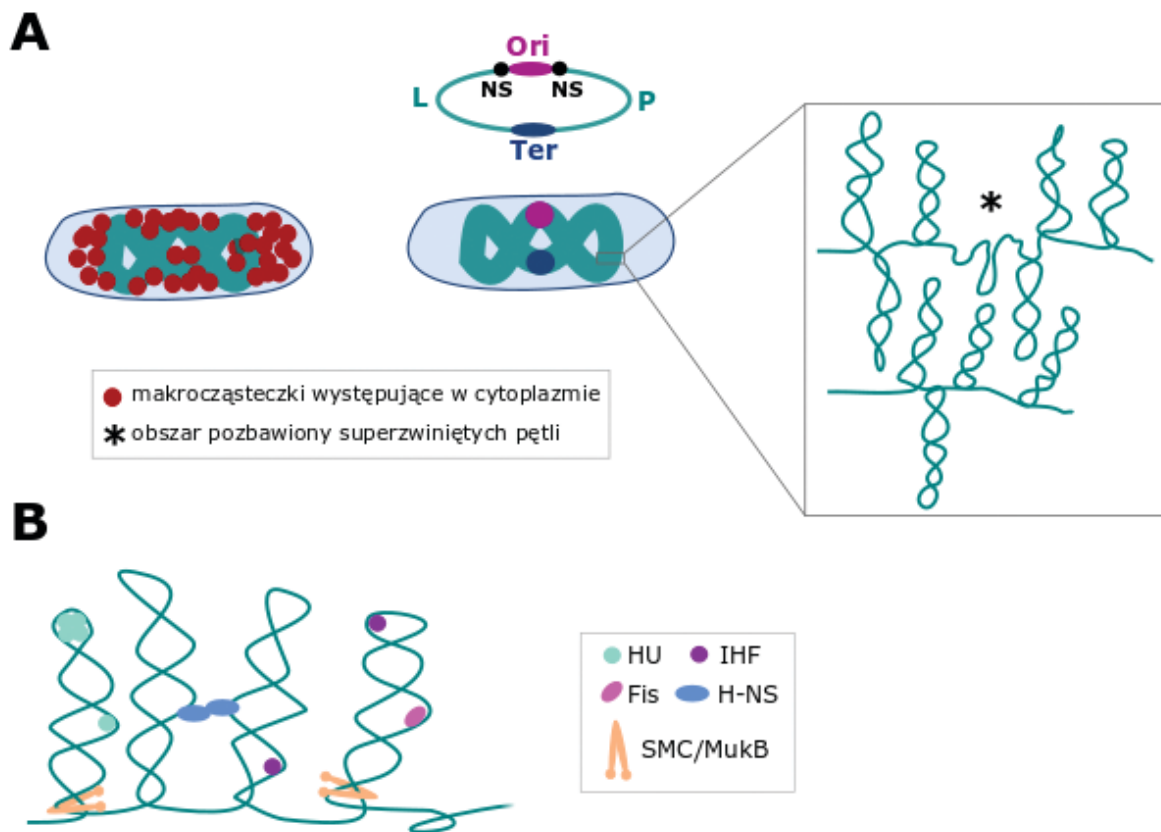 A
Ori
NS NS
L P
Ter
*
makrocząsteczki występujące w cytoplazmie
* obszar pozbawiony superzwiniętych pętli
B
HU IHF
Fis H-NS
SMC/MukB